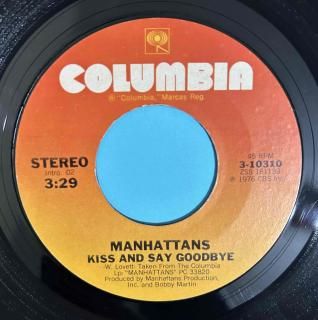 COLUMBIA
® "Columbia," Marcas Reg.
STEREO
Intro. 02
3:29
45 RPM
3-10310
ZSS 161193
℗ 1976 CBS Inc.
MANHATTANS
KISS AND SAY GOODBYE
-W. Lovett- Taken From The Columbia
Lp "MANHATTANS" PC 33820
Produced by Manhattans Production,
Inc. and Bobby Martin